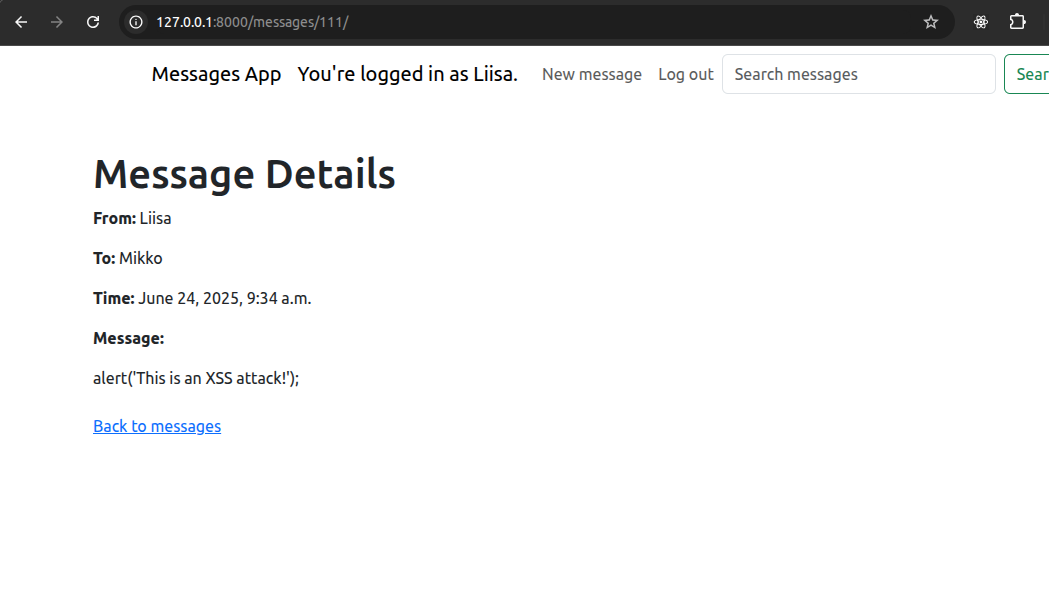 127.0.0.1:8000/messages/111/
Messages App You're logged in as Liisa. New message Log out Search messages Sear
Message Details
From: Liisa
To: Mikko
Time: June 24, 2025, 9:34 a.m.
Message:
alert('This is an XSS attack!');
Back to messages